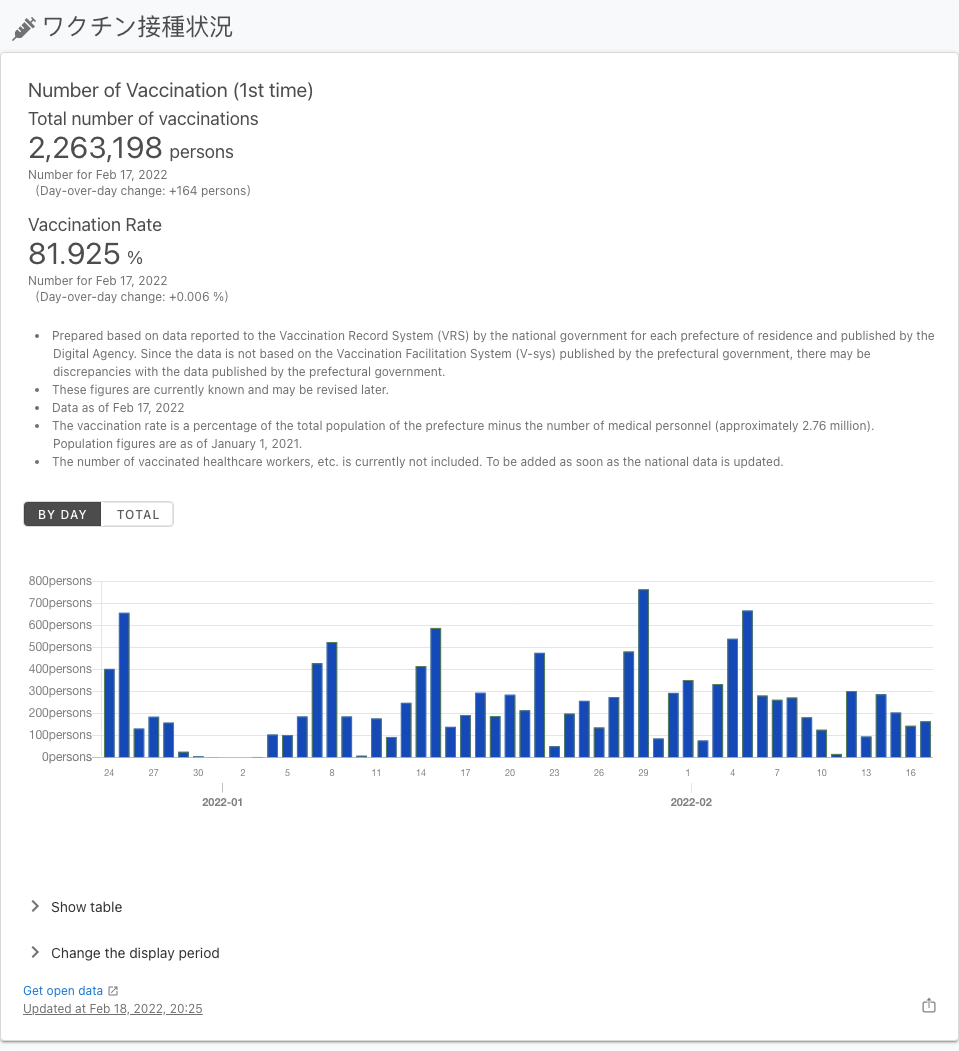 ワクチン接種状況
Number of Vaccination (1st time)
Total number of vaccinations
2,263,198 persons
Number for Feb 17, 2022
(Day-over-day change: +164 persons)
Vaccination Rate
81.925 %
Number for Feb 17, 2022
(Day-over-day change: +0.006 %)
• Prepared based on data reported to the Vaccination Record System (VRS) by the national government for each prefecture of residence and published by the
Digital Agency. Since the data is not based on the Vaccination Facilitation System (V-sys) published by the prefectural government, there may be
discrepancies with the data published by the prefectural government.
• These figures are currently known and may be revised later.
• Data as of Feb 17, 2022
• The vaccination rate is a percentage of the total population of the prefecture minus the number of medical personnel (approximately 2.76 million).
Population figures are as of January 1, 2021.
• The number of vaccinated healthcare workers, etc. is currently not included. To be added as soon as the national data is updated.
BY DAY TOTAL
800persons
700persons
600persons
500persons
400persons
300persons
200persons
100persons
0persons
24 27 30 2 5 8 11 14 17 20 23 26 29 1 4 7 10 13 16
2022-01 2022-02
Show table
Change the display period
Get open data
Updated at Feb 18, 2022, 20:25